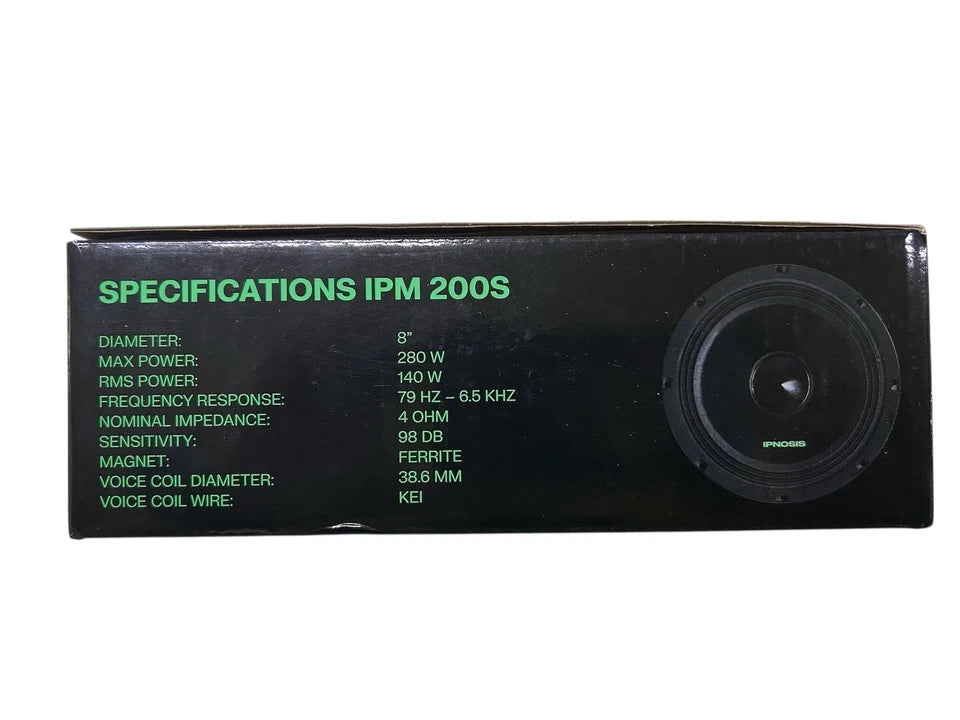 SPECIFICATIONS IPM 200S
DIAMETER: 8”
MAX POWER: 280 W
RMS POWER: 140 W
FREQUENCY RESPONSE: 79 HZ – 6.5 KHZ
NOMINAL IMPEDANCE: 4 OHM
SENSITIVITY: 98 DB
MAGNET: FERRITE
VOICE COIL DIAMETER: 38.6 MM
VOICE COIL WIRE: KEI
IPNOSIS